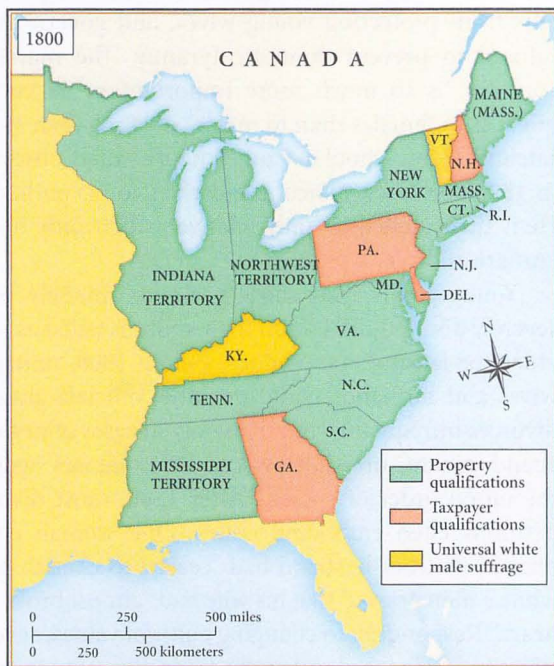 1800
CANADA
MAINE
(MASS.)
VT.
N.H.
NEW
YORK
MASS.
CT.
R.I.
PA.
N.J.
MD.
DEL.
INDIANA
TERRITORY
NORTHWEST
TERRITORY
VA.
KY.
N.C.
TENN.
S.C.
MISSISSIPPI
TERRITORY
GA.
N
W
E
S
Property
qualifications
Taxpayer
qualifications
Universal white
male suffrage
0 250 500 miles
0 250 500 kilometers